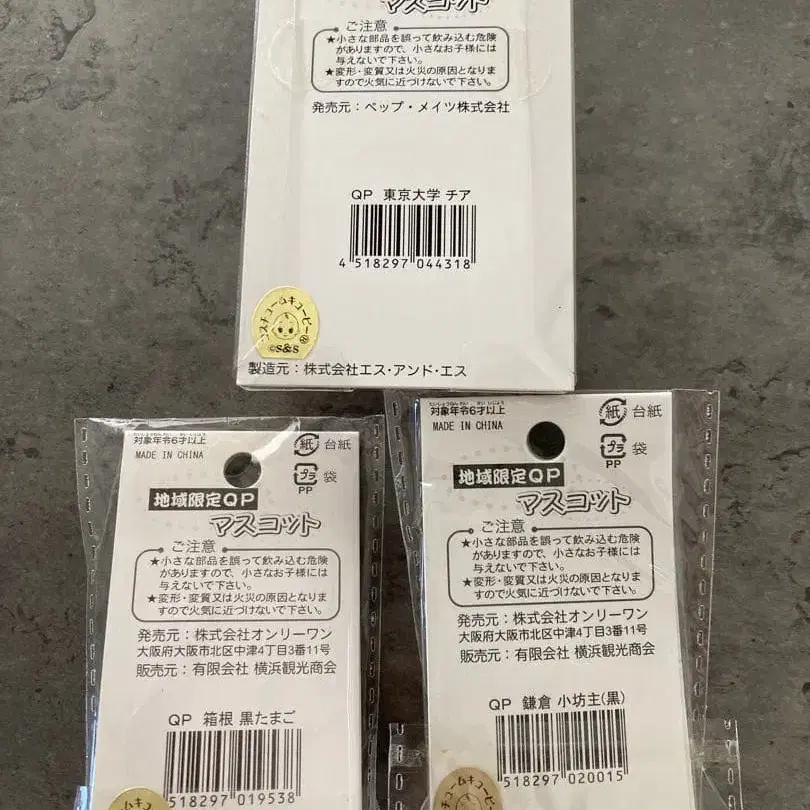 マスコット
ご注意
★小さな部品を誤って飲み込む危険
がありますので、小さなお子様には
与えないで下さい。
★変形・変質又は火災の原因となりま
すので火気に近づけないで下さい。
発売元：ペップ・メイツ株式会社
QP 東京大学 チア
4 518297 044318
コスチュームキューピー
©S&S
製造元：株式会社エス・アンド・エス
対象年令6才以上
MADE IN CHINA
紙 台紙
プラ 袋
PP
地域限定QP
マスコット
ご注意
★小さな部品を誤って飲み込む危険
がありますので、小さなお子様には
与えないで下さい。
★変形・変質又は火災の原因となりま
すので火気に近づけないで下さい。
発売元：株式会社オンリーワン
大阪府大阪市北区中津4丁目3番11号
販売元：有限会社 横浜観光商会
QP 箱根 黒たまご
518297 019538
対象年令6才以上
MADE IN CHINA
紙 台紙
プラ 袋
PP
地域限定QP
マスコット
ご注意
★小さな部品を誤って飲み込む危険
がありますので、小さなお子様には
与えないで下さい。
★変形・変質又は火災の原因となりま
すので火気に近づけないで下さい。
発売元：株式会社オンリーワン
大阪府大阪市北区中津4丁目3番11号
販売元：有限会社 横浜観光商会
QP 鎌倉 小坊主(黒)
518297 020015